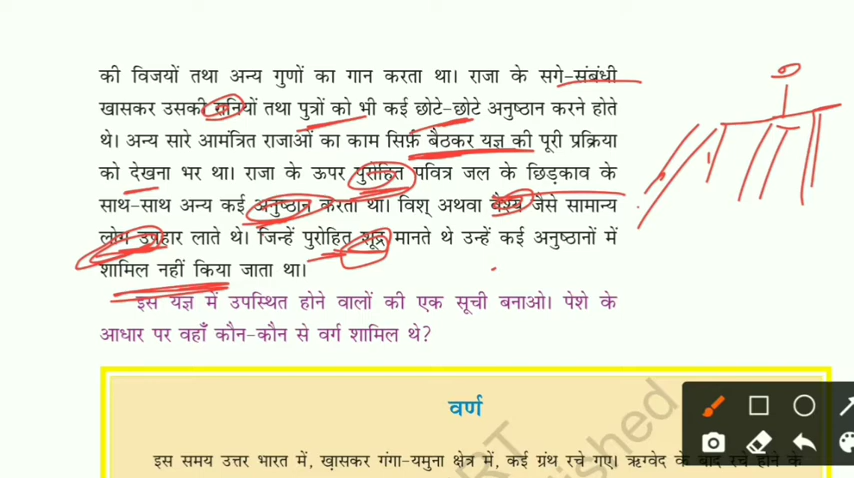 की विजयों तथा अन्य गुणों का गान करता था। राजा के सगे-संबंधी
खासकर उसकी रानियों तथा पुत्रों को भी कई छोटे-छोटे अनुष्ठान करने होते
थे। अन्य सारे आमंत्रित राजाओं का काम सिर्फ़ बैठकर यज्ञ की पूरी प्रक्रिया
को देखना भर था। राजा के ऊपर पुरोहित पवित्र जल के छिड़काव के
साथ-साथ अन्य कई अनुष्ठान करता था। विश् अथवा वैश्य जैसे सामान्य
लोग उपहार लाते थे। जिन्हें पुरोहित शूद्र मानते थे उन्हें कई अनुष्ठानों में
शामिल नहीं किया जाता था।
इस यज्ञ में उपस्थित होने वालों की एक सूची बनाओ। पेशे के
आधार पर वहाँ कौन-कौन से वर्ग शामिल थे?
वर्ण
इस समय उत्तर भारत में, ख़ासकर गंगा-यमुना क्षेत्र में, कई ग्रंथ रचे गए। ऋग्वेद के बाद रचे होने के